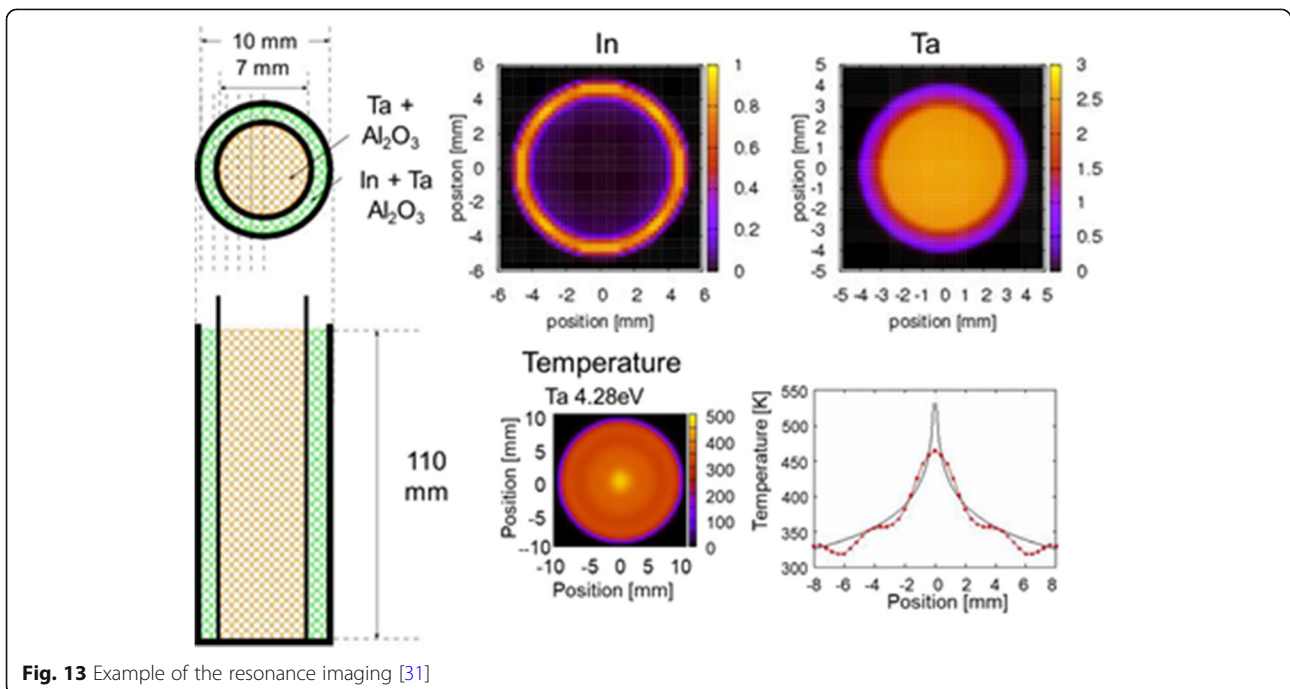 10 mm
7 mm
Ta +
Al₂O₃
In + Ta
Al₂O₃
110
mm
In
6
4
2
0
-2
-4
-6
position [mm]
-6 -4 -2 0 2 4 6
position [mm]
1
0.8
0.6
0.4
0.2
0
Ta
5
4
3
2
1
0
-1
-2
-3
-4
-5
position [mm]
-5 -4 -3 -2 -1 0 1 2 3 4 5
position [mm]
3
2.5
2
1.5
1
0.5
0
Temperature
Ta 4.28eV
10
5
0
-5
--10
Position [mm]
-10 -5 0 5 10
Position [mm]
500
400
300
200
100
0
550
500
450
400
350
300
Temperature [K]
-8 -6 -4 -2 0 2 4 6 8
Position [mm]
Fig. 13 Example of the resonance imaging [31]